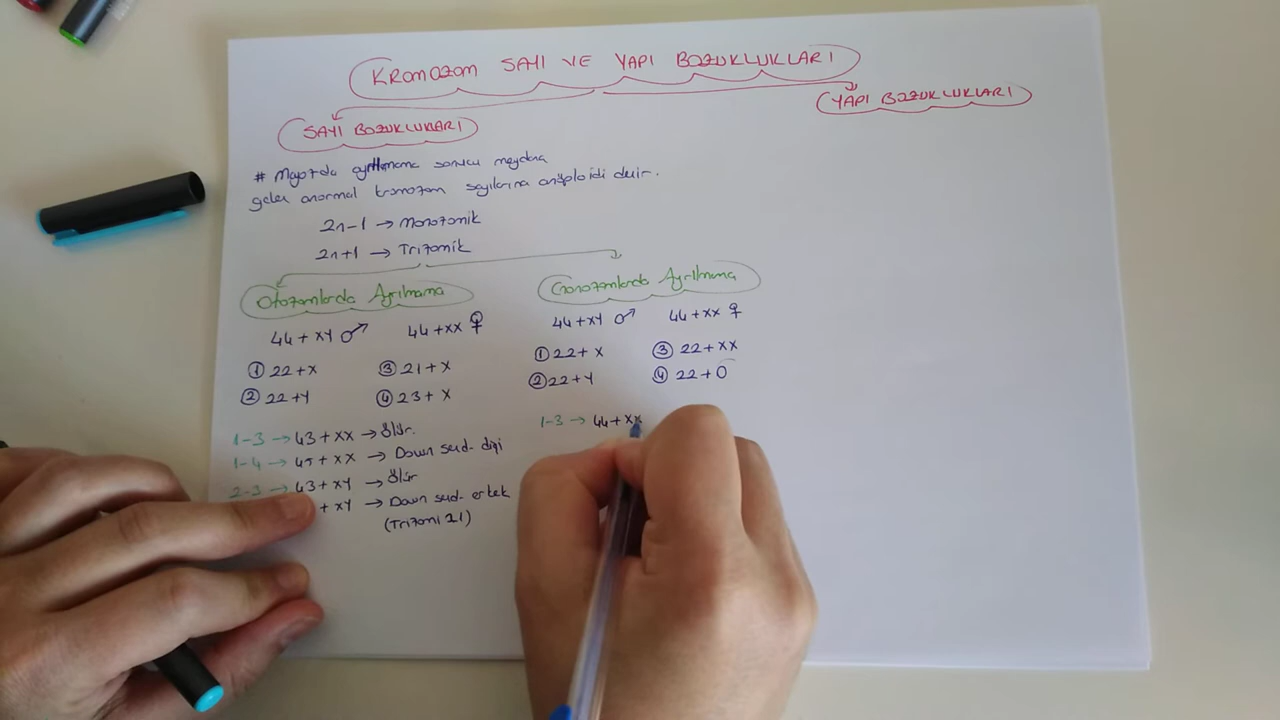 KROMOZOM SAYI VE YAPI BOZUKLUKLARI
SAYI BOZUKLUKLARI
YAPI BOZUKLUKLARI
# Mayozda ayrılmama sonucu meydana
gelen anormal kromozom sayılarına anöploidi denir.
2n-1 → Monozomik
2n+1 → Trizomik
Otozomlarda Ayrılmama
44+XY ♂ 44+XX ♀
① 22+X ③ 21+X
② 22+Y ④ 23+X
1-3 → 43+XX → Ölür.
1-4 → 45+XX → Down send. dişi
2-3 → 43+XY → Ölür
+XY → Down send. erkek
(Trizomi 21)
Gonozomlarda Ayrılmama
44+XY ♂ 44+XX ♀
① 22+X ③ 22+XX
② 22+Y ④ 22+0
1-3 → 44+XX